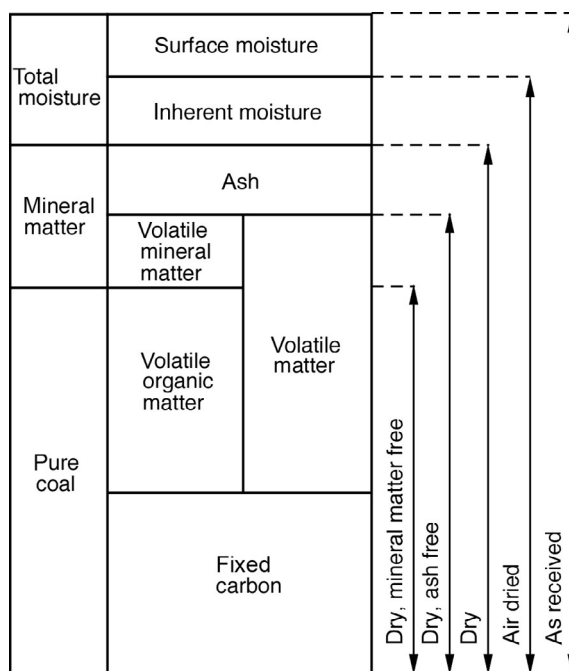 Surface moisture
Total
moisture
Inherent moisture
Ash
Mineral
matter
Volatile
mineral
matter
Volatile
organic
matter
Volatile
matter
Pure
coal
Fixed
carbon
Dry, mineral matter free
Dry, ash free
Dry
Air dried
As received